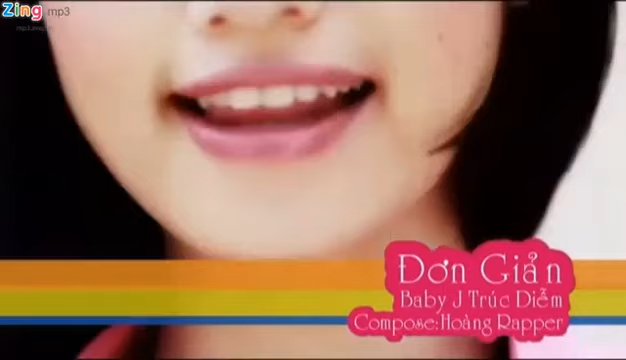 Zing mp3
Đơn Giản
Baby J Trúc Diễm
Compose:Hoàng Rapper